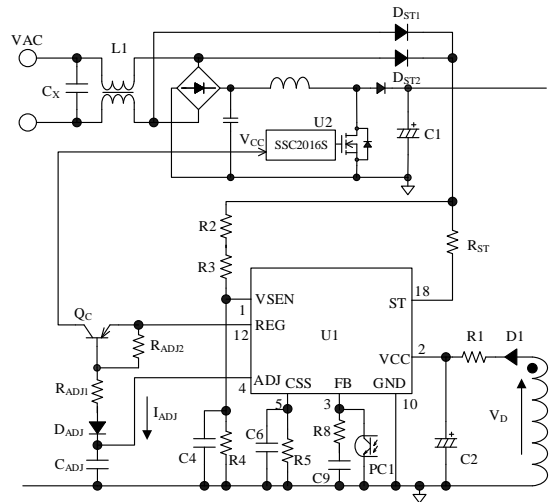 DST1
VAC
L1
DST2
CX
U2
VCC
SSC2016S
C1
R2
RST
R3
VSEN
ST
18
1
QC
REG
U1
12
RADJ2
VCC
2
R1
D1
ADJ
CSS
FB
GND
4
5
3
10
RADJ1
IADJ
VD
DADJ
C6
R8
C4
R4
R5
C2
CADJ
C9
PC1